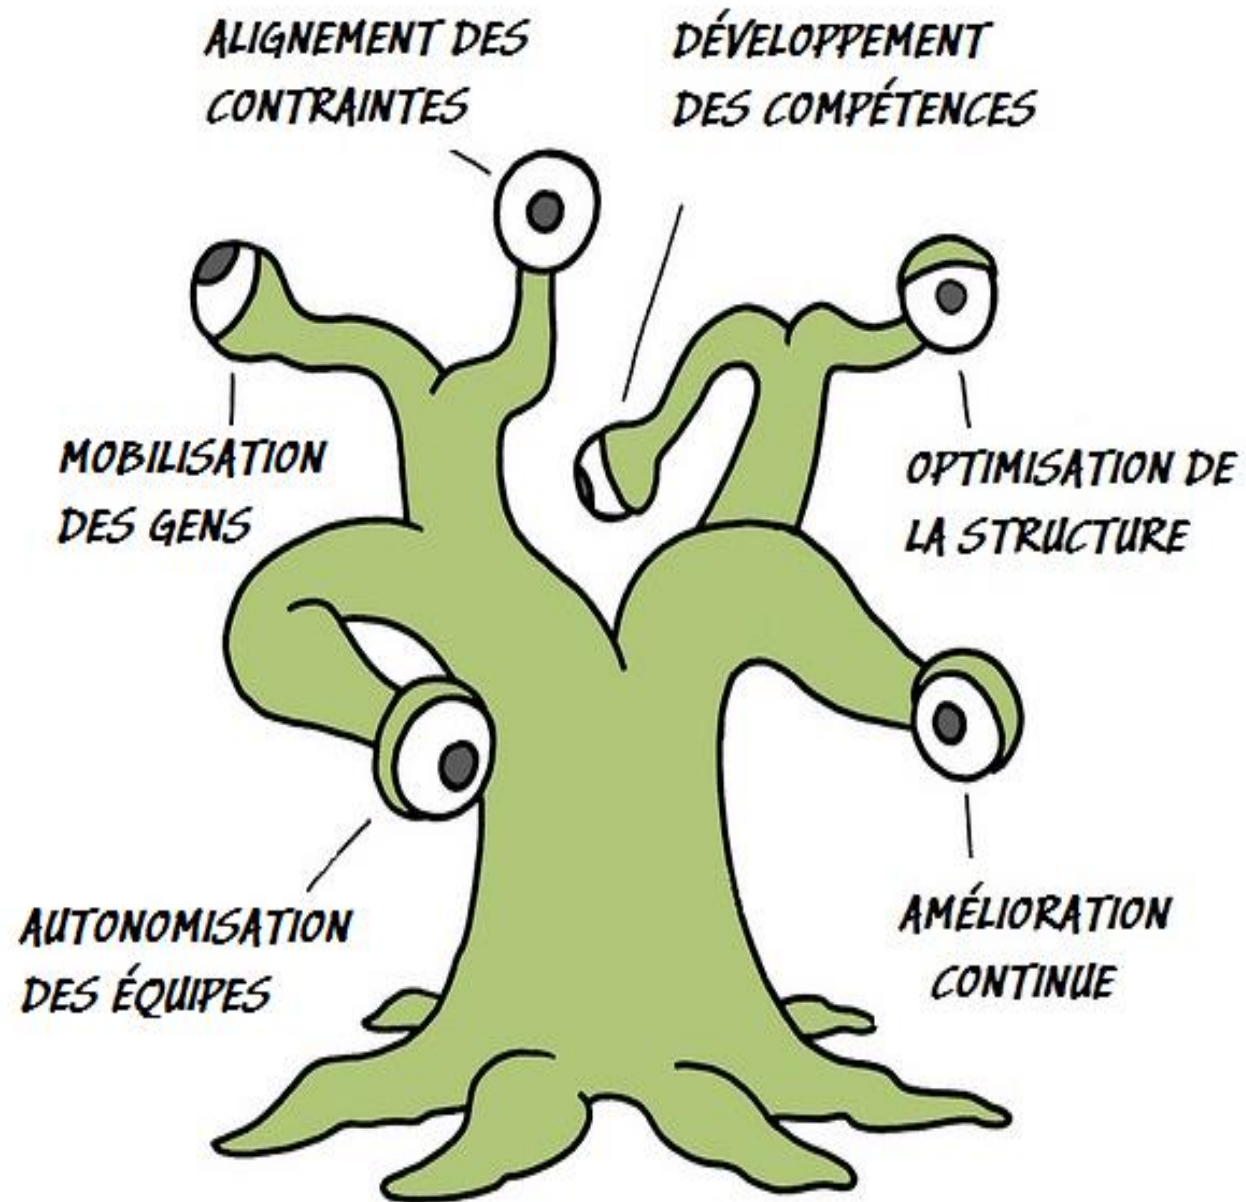 ALIGNEMENT DES
CONTRAINTES
DÉVELOPPEMENT
DES COMPÉTENCES
MOBILISATION
DES GENS
OPTIMISATION DE
LA STRUCTURE
AUTONOMISATION
DES ÉQUIPES
AMÉLIORATION
CONTINUE